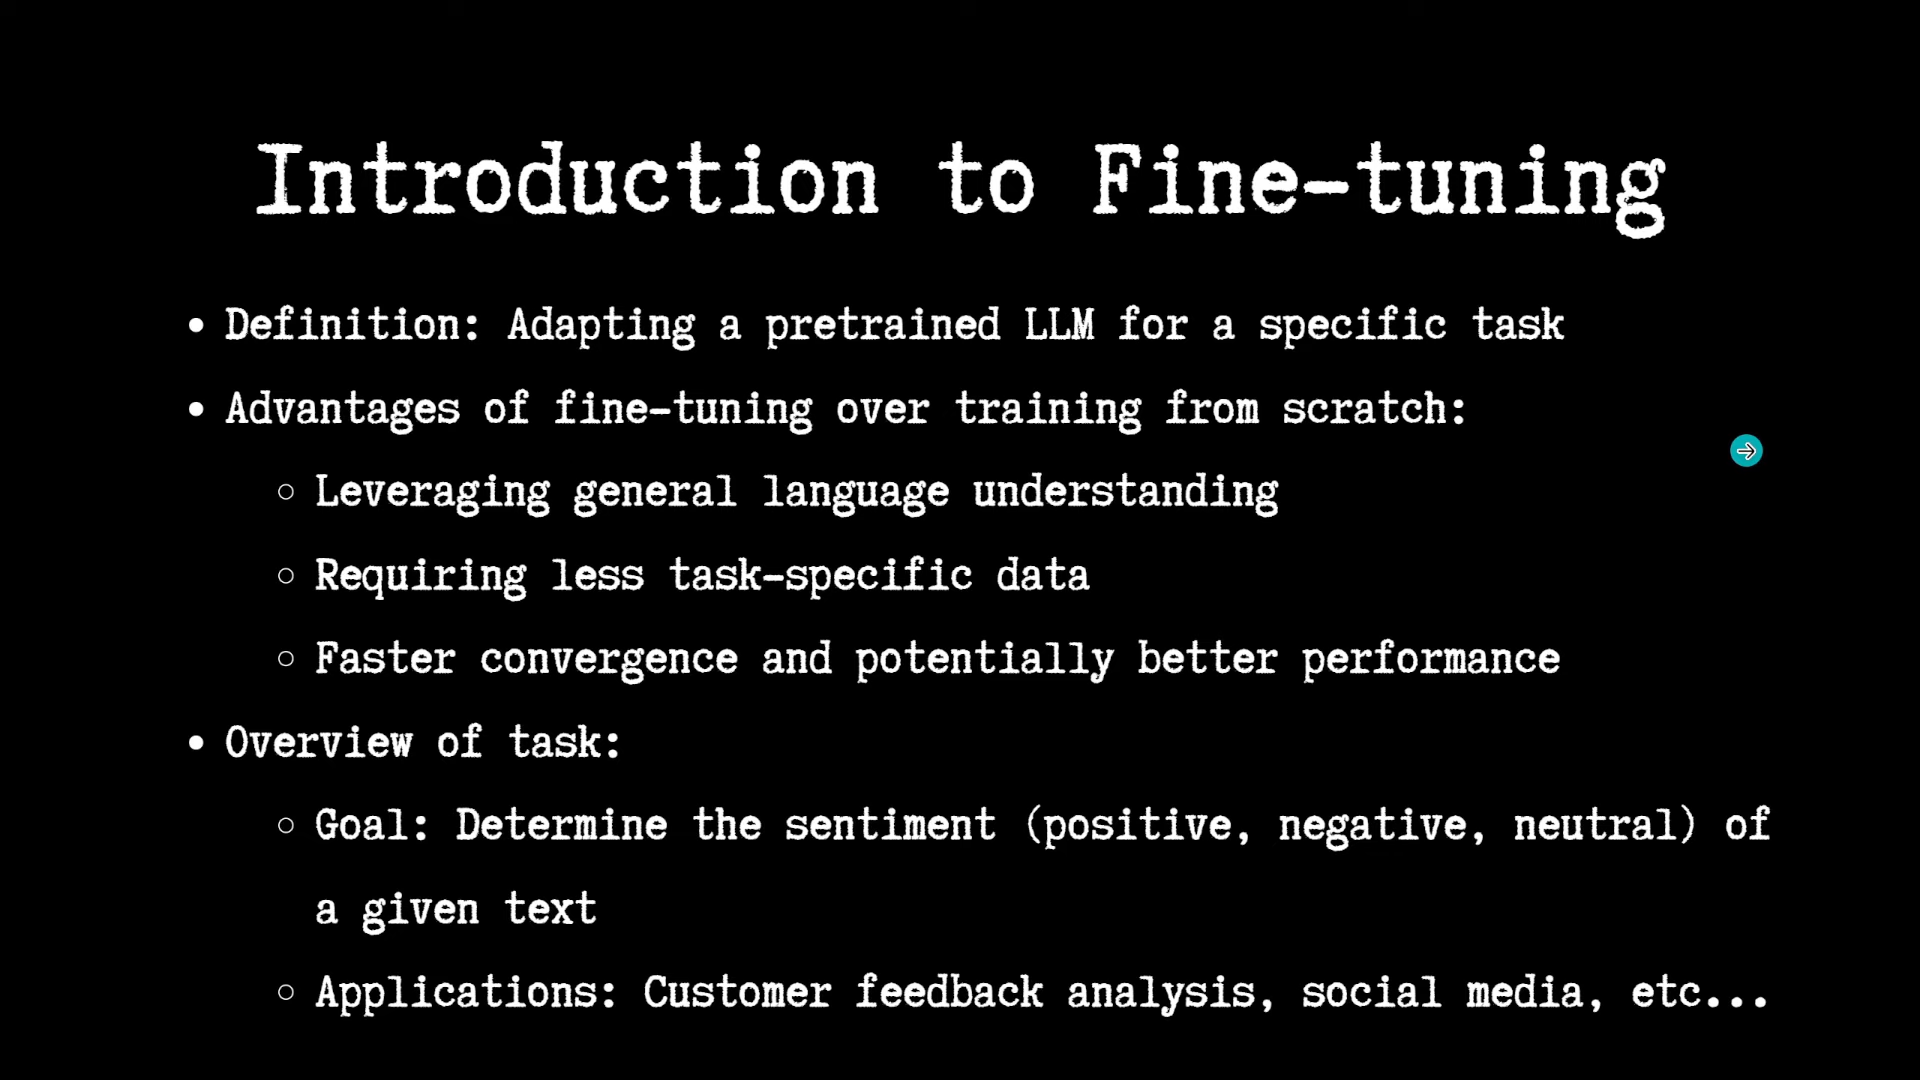 Introduction to Fine-tuning
• Definition: Adapting a pretrained LLM for a specific task
• Advantages of fine-tuning over training from scratch:
○ Leveraging general language understanding
○ Requiring less task-specific data
○ Faster convergence and potentially better performance
• Overview of task:
○ Goal: Determine the sentiment (positive, negative, neutral) of
a given text
○ Applications: Customer feedback analysis, social media, etc...